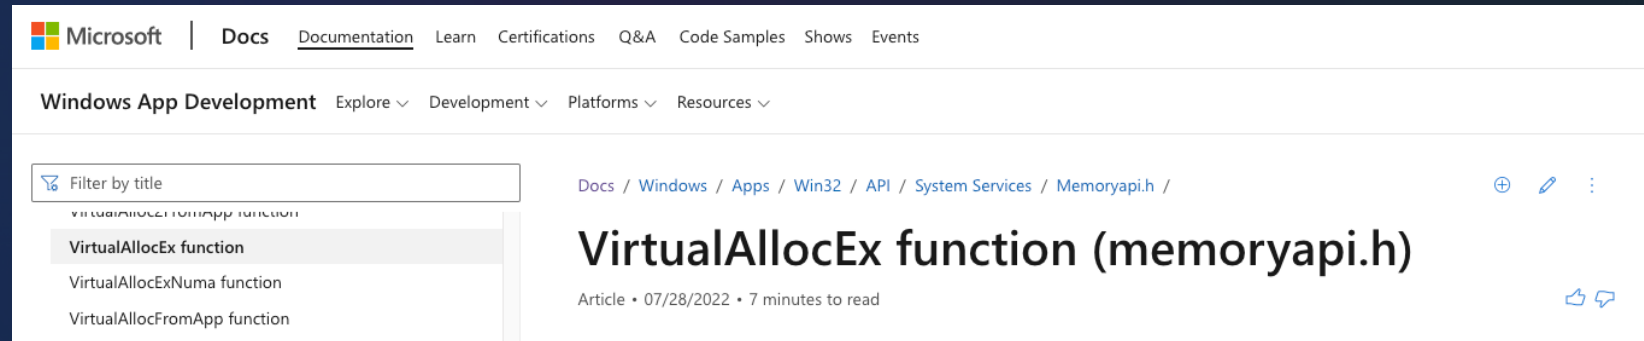 Microsoft | Docs Documentation Learn Certifications Q&A Code Samples Shows Events
Windows App Development Explore Development Platforms Resources
Filter by title
VirtualAlloc2FromApp function
VirtualAllocEx function
VirtualAllocExNuma function
VirtualAllocFromApp function
Docs / Windows / Apps / Win32 / API / System Services / Memoryapi.h /
VirtualAllocEx function (memoryapi.h)
Article • 07/28/2022 • 7 minutes to read